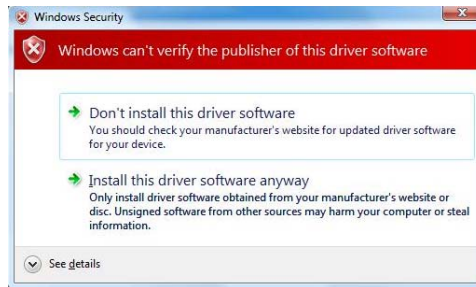 Windows Security
Windows can't verify the publisher of this driver software
Don't install this driver software
You should check your manufacturer's website for updated driver software
for your device.
Install this driver software anyway
Only install driver software obtained from your manufacturer's website or
disc. Unsigned software from other sources may harm your computer or steal
information.
See details